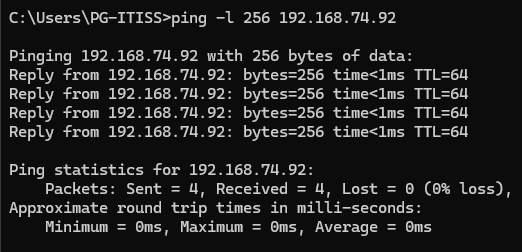 C:\Users\PG-ITISS>ping -l 256 192.168.74.92
Pinging 192.168.74.92 with 256 bytes of data:
Reply from 192.168.74.92: bytes=256 time<1ms TTL=64
Reply from 192.168.74.92: bytes=256 time<1ms TTL=64
Reply from 192.168.74.92: bytes=256 time<1ms TTL=64
Reply from 192.168.74.92: bytes=256 time<1ms TTL=64
Ping statistics for 192.168.74.92:
    Packets: Sent = 4, Received = 4, Lost = 0 (0% loss),
Approximate round trip times in milli-seconds:
    Minimum = 0ms, Maximum = 0ms, Average = 0ms